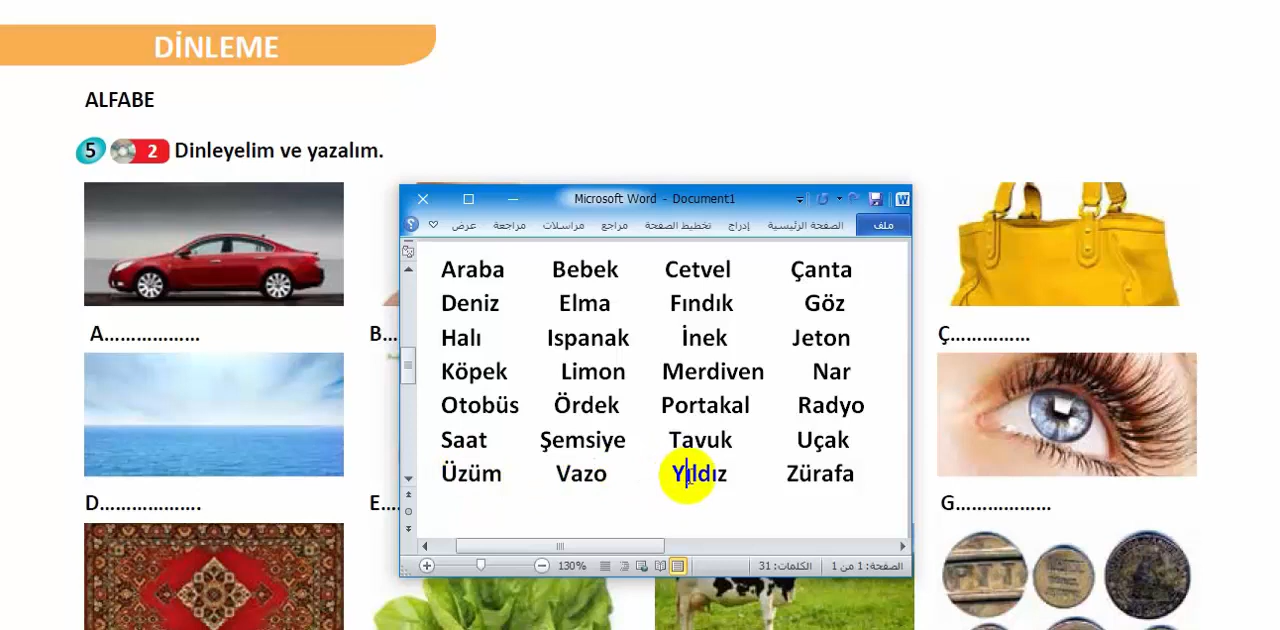 DİNLEME
ALFABE
5 2 Dinleyelim ve yazalım.
Microsoft Word - Document1
ملف الصفحة الرئيسية إدراج تخطيط الصفحة مراجع مراسلات مراجعة عرض
Araba Bebek Cetvel Çanta
Deniz Elma Fındık Göz
Halı Ispanak İnek Jeton
Köpek Limon Merdiven Nar
Otobüs Ördek Portakal Radyo
Saat Şemsiye Tavuk Uçak
Üzüm Vazo Yıldız Zürafa
A.................. B... Ç...............
D................... E.... G..................
130% الكلمات: 31 الصفحة: 1 من 1